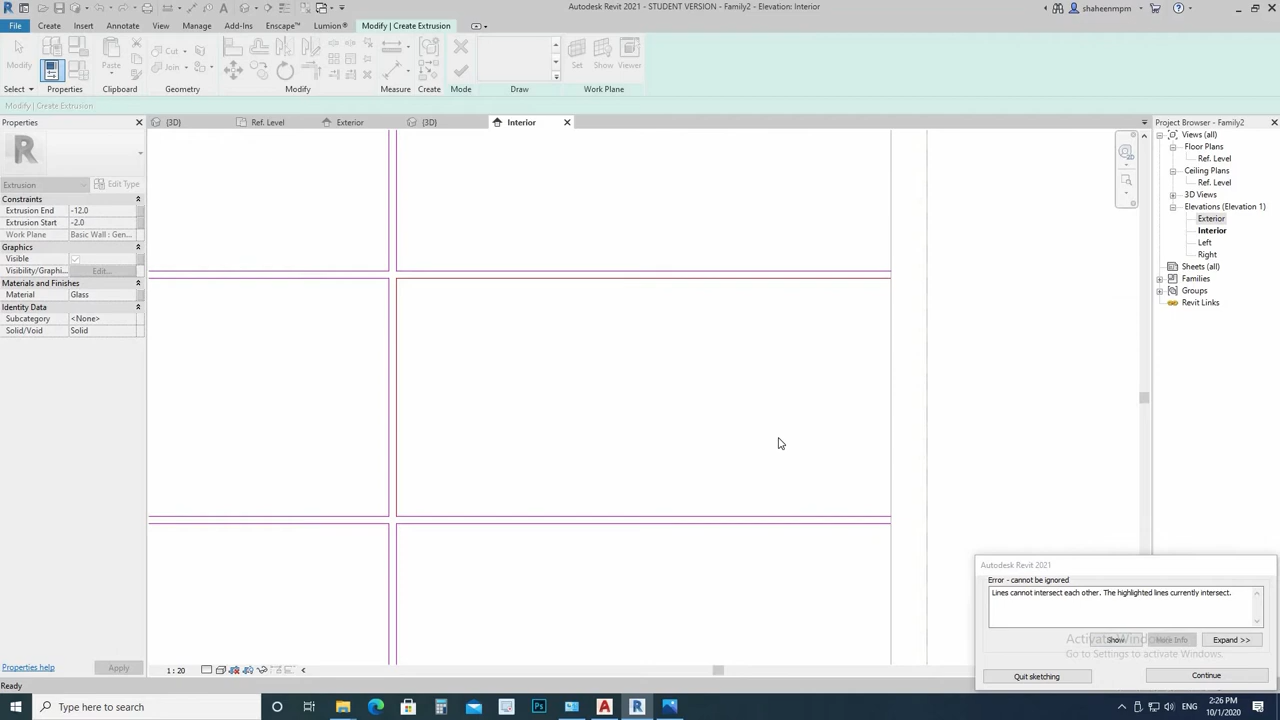 Autodesk Revit 2021 - STUDENT VERSION - Family2 - Elevation: Interior
shaheenmpm
File Create Insert Annotate View Manage Add-Ins Enscape™ Lumion® Modify | Create Extrusion
Modify Paste Cut Join Set Show Viewer
Select Properties Clipboard Geometry Modify Measure Create Mode Draw Work Plane
Modify | Create Extrusion
Properties
{3D} Ref. Level Exterior {3D} Interior
Extrusion Edit Type
Constraints
Extrusion End -12.0
Extrusion Start -2.0
Work Plane Basic Wall : Gen...
Graphics
Visible
Visibility/Graphi... Edit...
Materials and Finishes
Material Glass
Identity Data
Subcategory <None>
Solid/Void Solid
Properties help Apply
Project Browser - Family2
Views (all)
Floor Plans
Ref. Level
Ceiling Plans
Ref. Level
3D Views
Elevations (Elevation 1)
Exterior
Interior
Left
Right
Sheets (all)
Families
Groups
Revit Links
Autodesk Revit 2021
Error - cannot be ignored
Lines cannot intersect each other. The highlighted lines currently intersect.
Show More Info Expand >>
Activate Windows
Go to Settings to activate Windows.
Quit sketching Continue
1 : 20
Ready
Type here to search
ENG
2:26 PM
10/1/2020